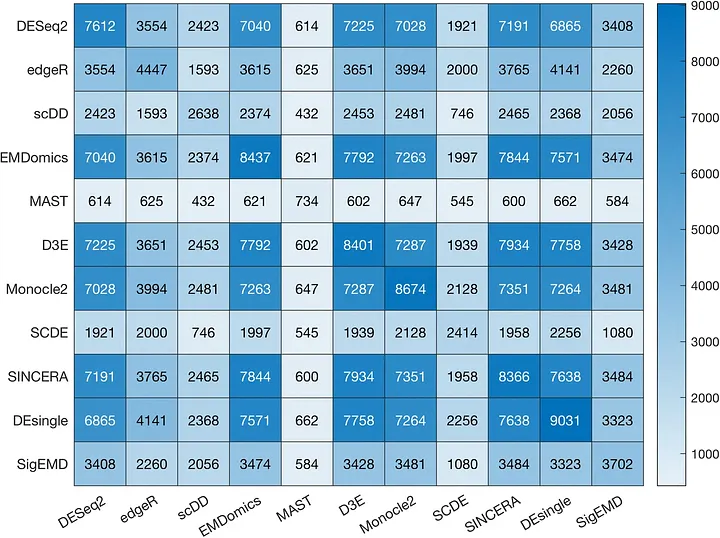 DESeq2 7612 3554 2423 7040 614 7225 7028 1921 7191 6865 3408
edgeR 3554 4447 1593 3615 625 3651 3994 2000 3765 4141 2260
scDD 2423 1593 2638 2374 432 2453 2481 746 2465 2368 2056
EMDomics 7040 3615 2374 8437 621 7792 7263 1997 7844 7571 3474
MAST 614 625 432 621 734 602 647 545 600 662 584
D3E 7225 3651 2453 7792 602 8401 7287 1939 7934 7758 3428
Monocle2 7028 3994 2481 7263 647 7287 8674 2128 7351 7264 3481
SCDE 1921 2000 746 1997 545 1939 2128 2414 1958 2256 1080
SINCERA 7191 3765 2465 7844 600 7934 7351 1958 8366 7638 3484
DEsingle 6865 4141 2368 7571 662 7758 7264 2256 7638 9031 3323
SigEMD 3408 2260 2056 3474 584 3428 3481 1080 3484 3323 3702
DESeq2 edgeR scDD EMDomics MAST D3E Monocle2 SCDE SINCERA DEsingle SigEMD
9000
8000
7000
6000
5000
4000
3000
2000
1000